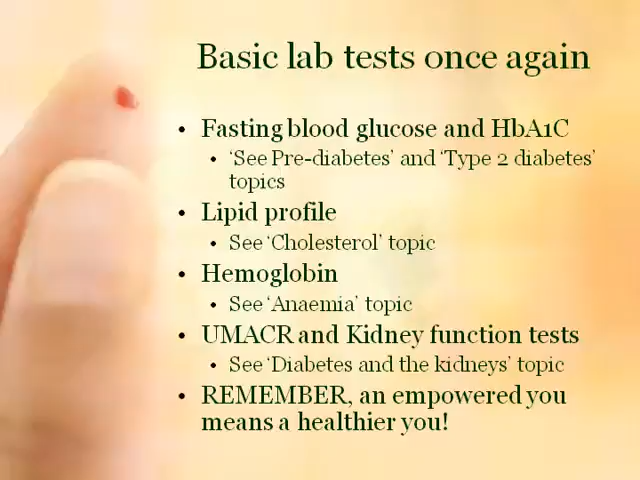 Basic lab tests once again
• Fasting blood glucose and HbA1C
• ‘See Pre-diabetes’ and ‘Type 2 diabetes’
topics
• Lipid profile
• See ‘Cholesterol’ topic
• Hemoglobin
• See ‘Anaemia’ topic
• UMACR and Kidney function tests
• See ‘Diabetes and the kidneys’ topic
• REMEMBER, an empowered you
means a healthier you!